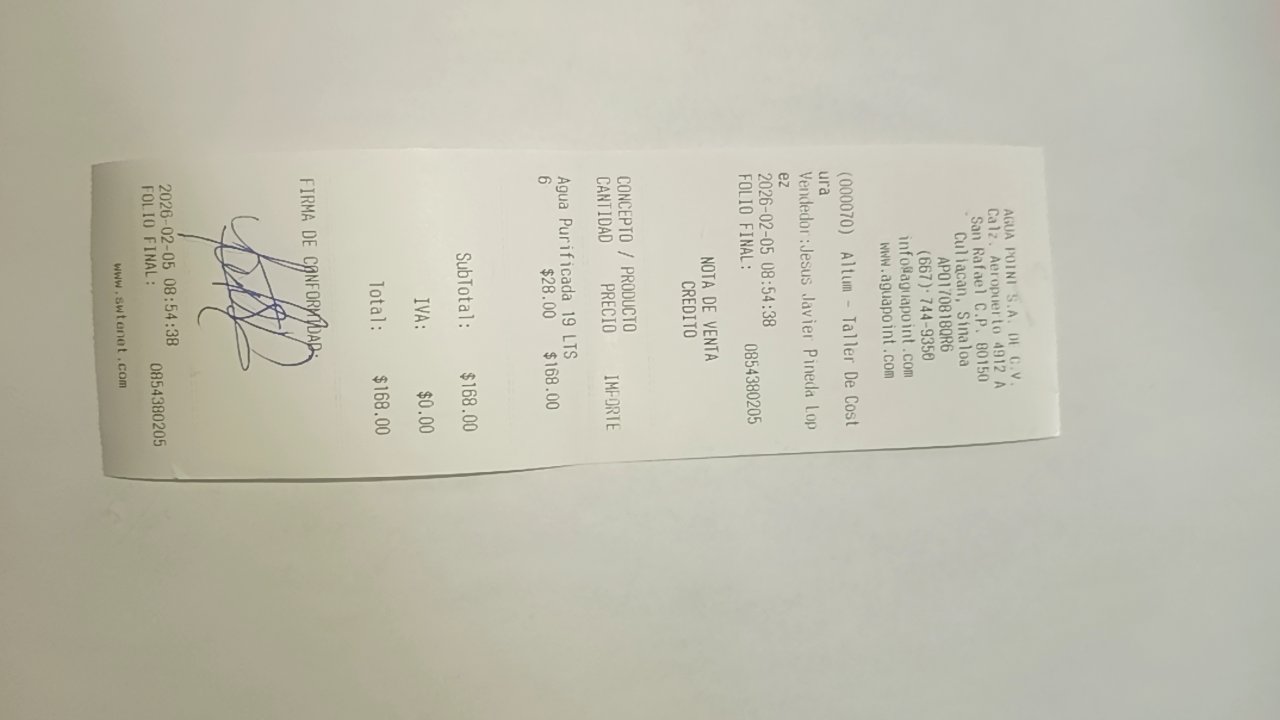 AGUA POINT S.A. DE C.V.
Calz. Aeropuerto 4912 A
San Rafael C.P. 80150
Culiacan, Sinaloa
APO170818QR6
(667)-744-9350
info@aguapoint.com
www.aguapoint.com
(000070) Altum - Taller De Cost
ura
Vendedor:Jesus Javier Pineda Lop
ez
2026-02-05 08:54:38
FOLIO FINAL: 0854380205
NOTA DE VENTA
CREDITO
CONCEPTO / PRODUCTO
CANTIDAD PRECIO IMPORTE
Agua Purificada 19 LTS
6 $28.00 $168.00
SubTotal: $168.00
IVA: $0.00
Total: $168.00
FIRMA DE CONFORMIDAD:
2026-02-05 08:54:38
FOLIO FINAL: 0854380205
www.swtanet.com